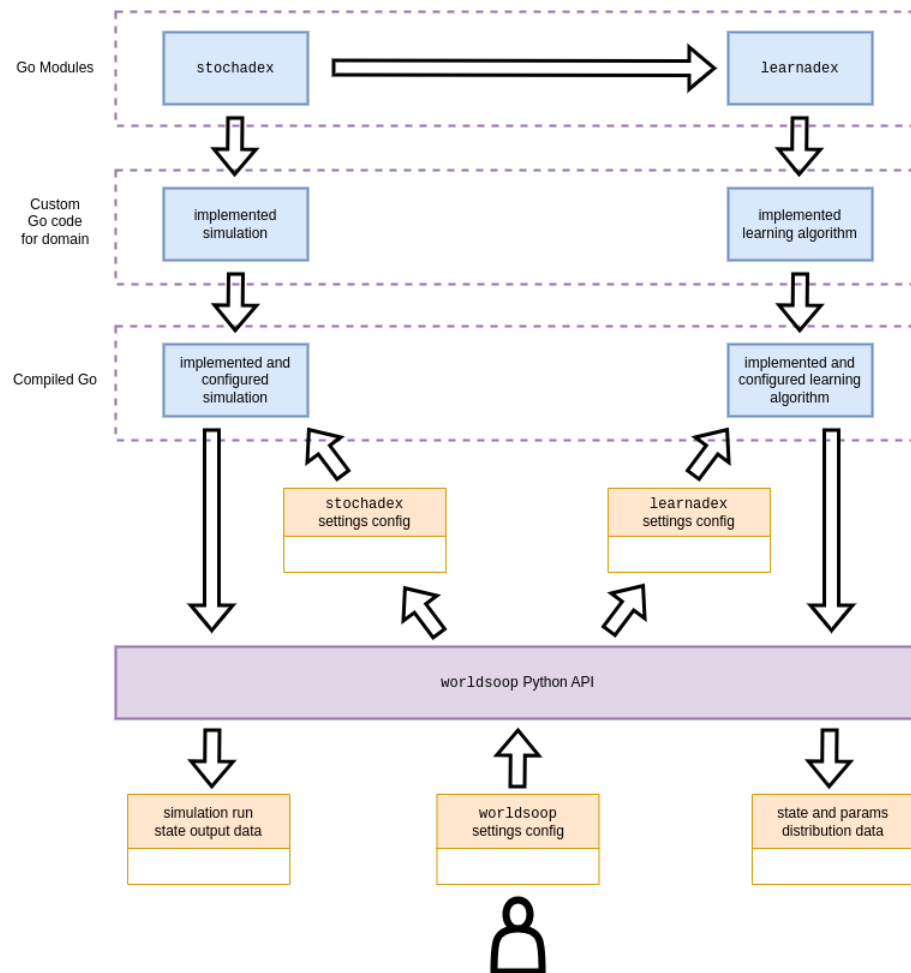 Go Modules
stochadex
learnadex
Custom
Go code
for domain
implemented
simulation
implemented
learning algorithm
Compiled Go
implemented and
configured
simulation
implemented and
configured learning
algorithm
stochadex
settings config
learnadex
settings config
worldsoop Python API
simulation run
state output data
worldsoop
settings config
state and params
distribution data